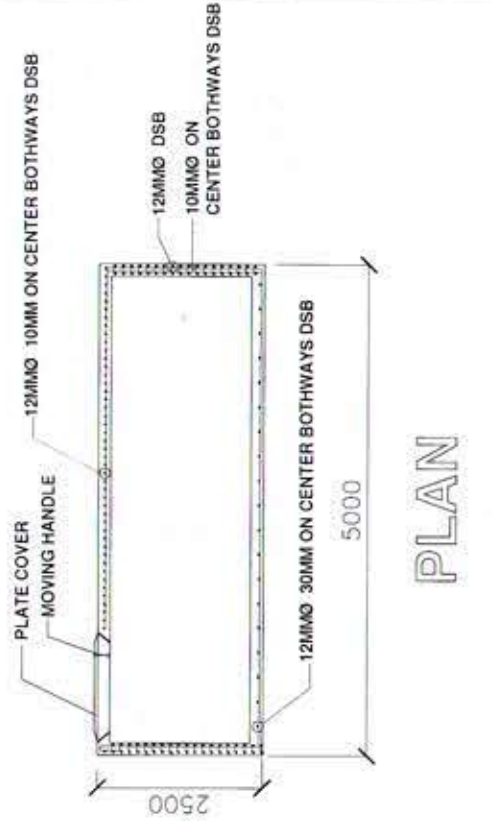 PLATE COVER
MOVING HANDLE
12MMØ 10MM ON CENTER BOTHWAYS DSB
12MMØ DSB
10MMØ ON
CENTER BOTHWAYS DSB
12MMØ 30MM ON CENTER BOTHWAYS DSB
2500
5000
PLAN